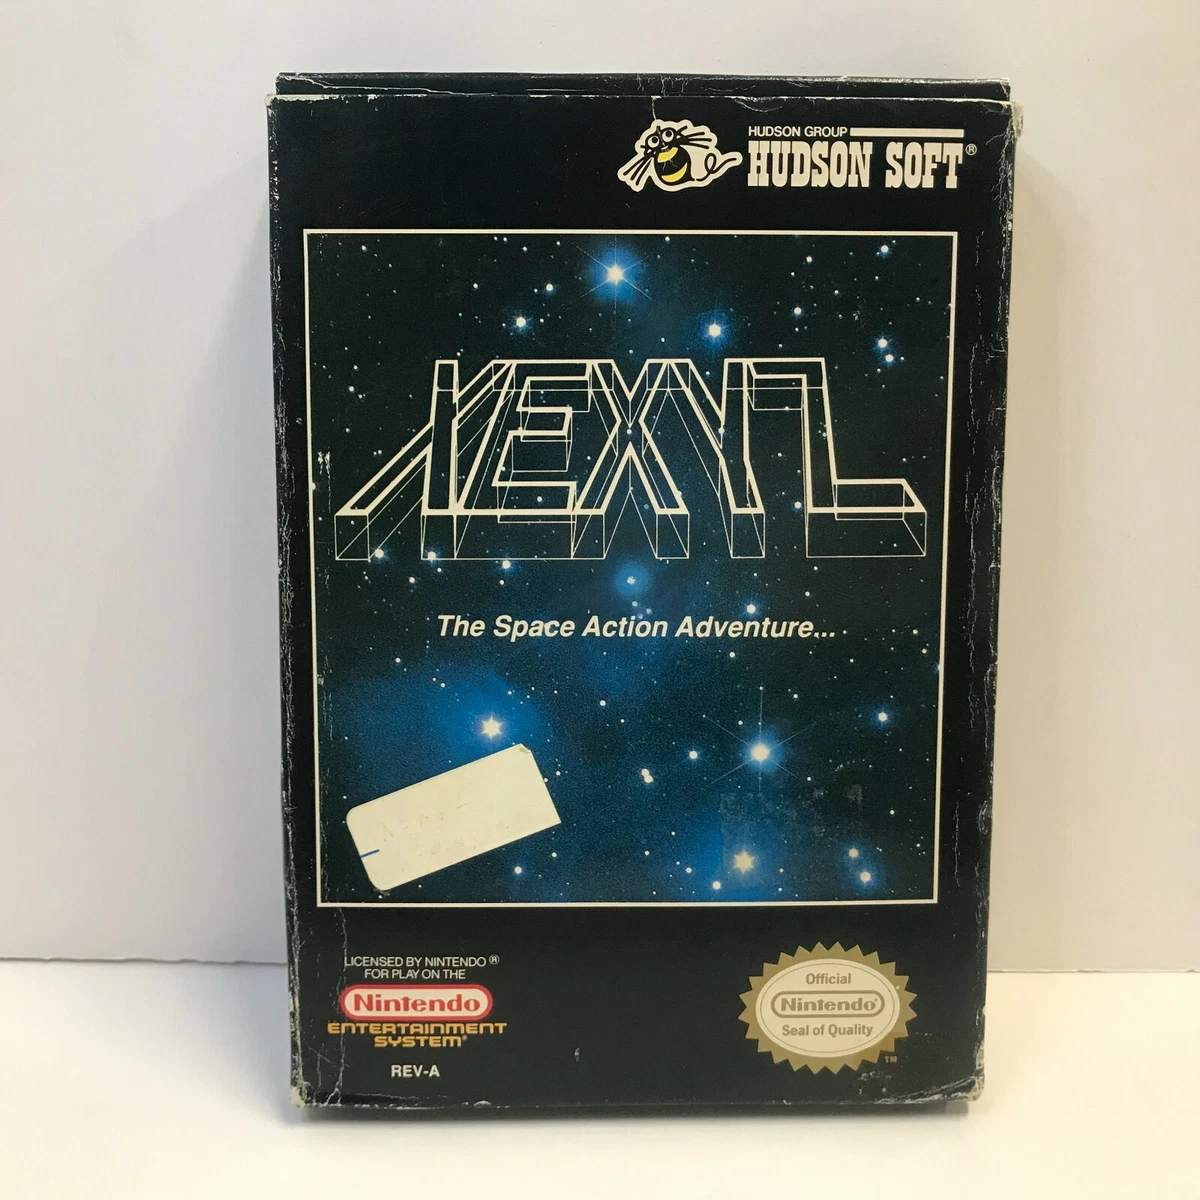 HUDSON GROUP
HUDSON SOFT®
XEXYZ
The Space Action Adventure...
LICENSED BY NINTENDO®
FOR PLAY ON THE
Nintendo
ENTERTAINMENT
SYSTEM®
REV-A
Official
Nintendo®
Seal of Quality
TM